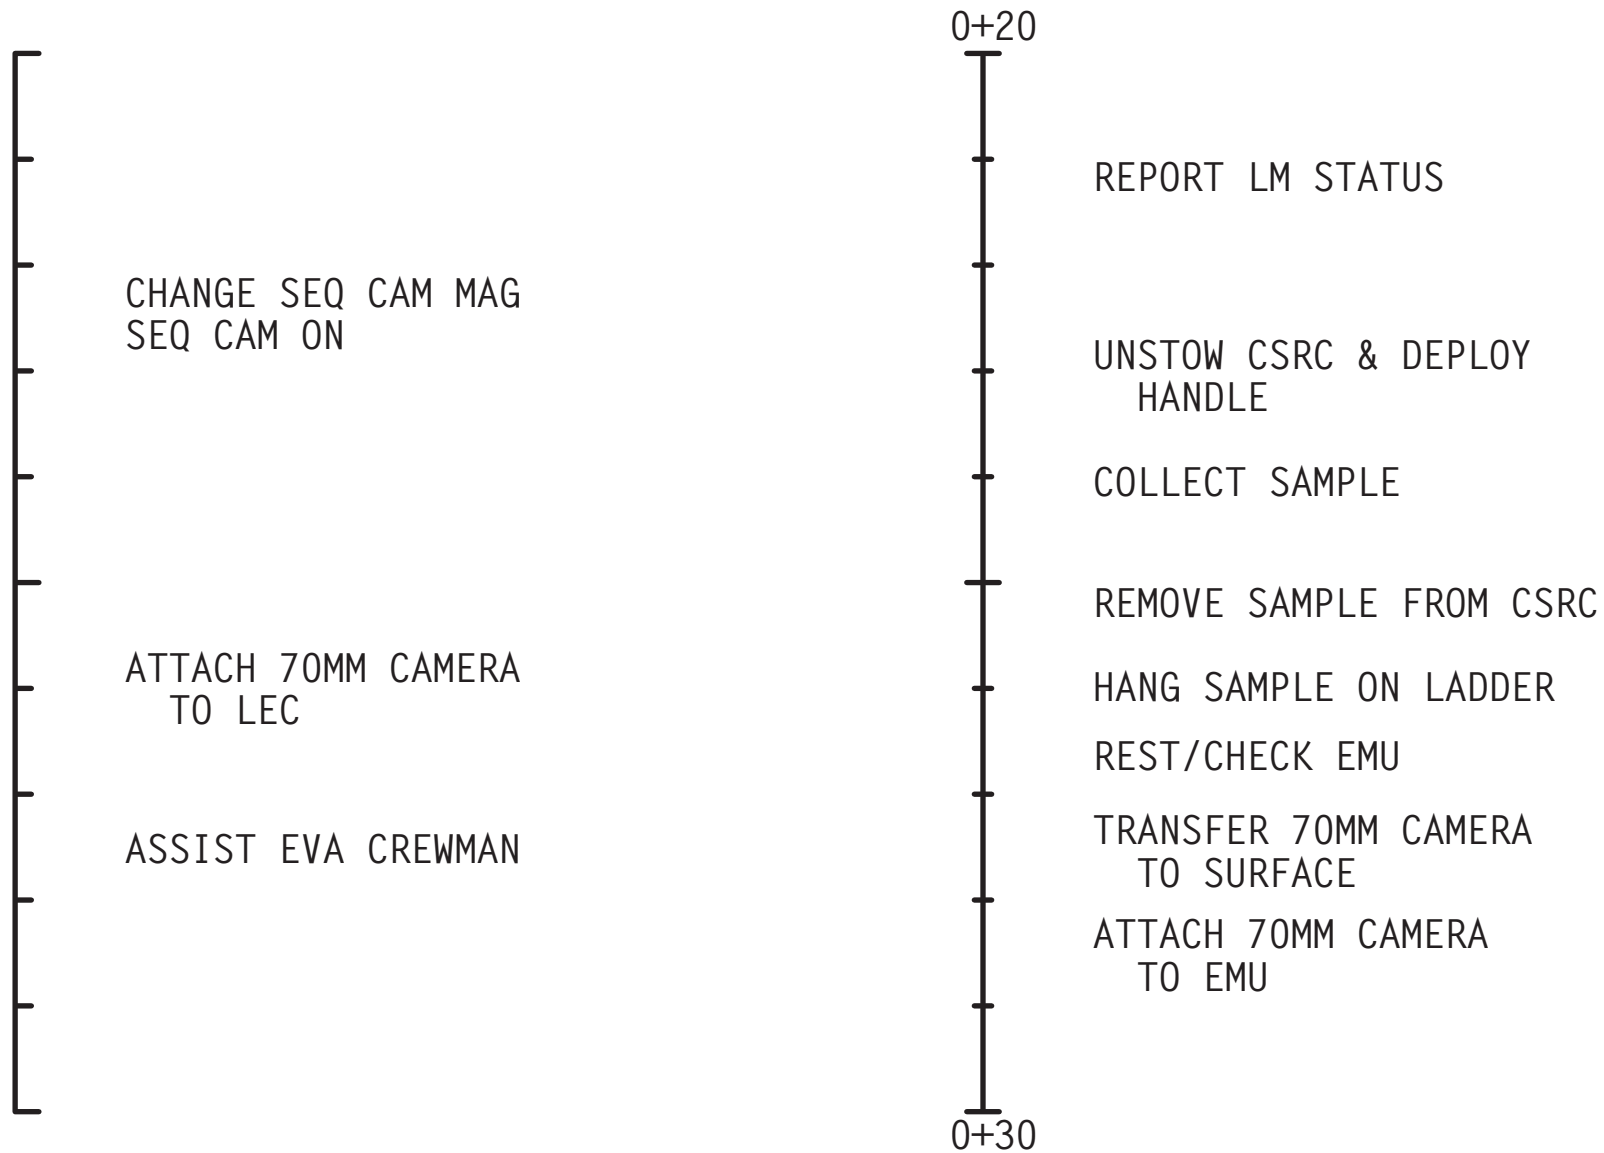 0+20
REPORT LM STATUS
CHANGE SEQ CAM MAG
SEQ CAM ON
UNSTOW CSRC & DEPLOY
HANDLE
COLLECT SAMPLE
REMOVE SAMPLE FROM CSRC
ATTACH 70MM CAMERA
TO LEC
HANG SAMPLE ON LADDER
REST/CHECK EMU
ASSIST EVA CREWMAN
TRANSFER 70MM CAMERA
TO SURFACE
ATTACH 70MM CAMERA
TO EMU
0+30